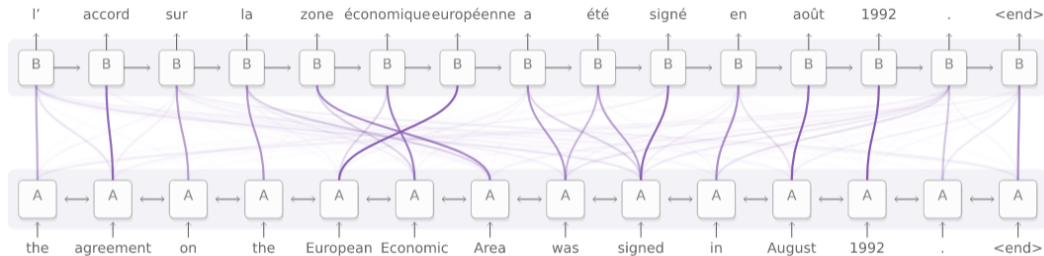 l' accord sur la zone économique européenne a été signé en août 1992 . <end>
B B B B B B B B B B B B B B B
A A A A A A A A A A A A A A
the agreement on the European Economic Area was signed in August 1992 . <end>